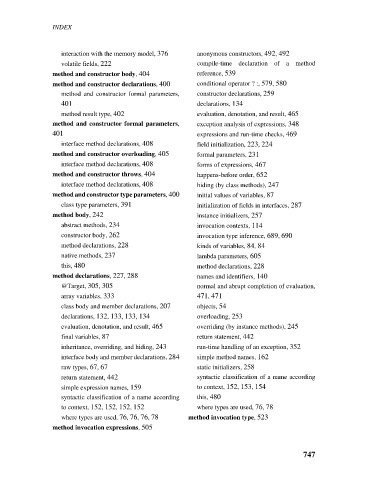 INDEX
interaction with the memory model, 376
volatile fields, 222
method and constructor body, 404
method and constructor declarations, 400
method and constructor formal parameters,
401
method result type, 402
method and constructor formal parameters,
401
interface method declarations, 408
method and constructor overloading, 405
interface method declarations, 408
method and constructor throws, 404
interface method declarations, 408
method and constructor type parameters, 400
class type parameters, 391
method body, 242
abstract methods, 234
constructor body, 262
method declarations, 228
native methods, 237
this, 480
method declarations, 227, 288
@Target, 305, 305
array variables, 333
class body and member declarations, 207
declarations, 132, 133, 133, 134
evaluation, denotation, and result, 465
final variables, 87
inheritance, overriding, and hiding, 243
interface body and member declarations, 284
raw types, 67, 67
return statement, 442
simple expression names, 159
syntactic classification of a name according
to context, 152, 152, 152, 152
where types are used, 76, 76, 76, 78
method invocation expressions, 505
anonymous constructors, 492, 492
compile-time declaration of a method
reference, 539
conditional operator ? :, 579, 580
constructor declarations, 259
declarations, 134
evaluation, denotation, and result, 465
exception analysis of expressions, 348
expressions and run-time checks, 469
field initialization, 223, 224
formal parameters, 231
forms of expressions, 467
happens-before order, 652
hiding (by class methods), 247
initial values of variables, 87
initialization of fields in interfaces, 287
instance initializers, 257
invocation contexts, 114
invocation type inference, 689, 690
kinds of variables, 84, 84
lambda parameters, 605
method declarations, 228
names and identifiers, 140
normal and abrupt completion of evaluation,
471, 471
objects, 54
overloading, 253
overriding (by instance methods), 245
return statement, 442
run-time handling of an exception, 352
simple method names, 162
static initializers, 258
syntactic classification of a name according
to context, 152, 153, 154
this, 480
where types are used, 76, 78
method invocation type, 523
747